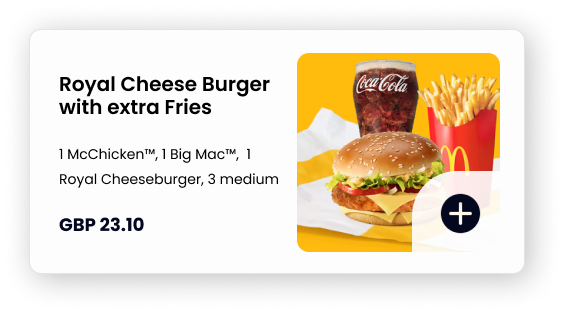 Royal Cheese Burger
with extra Fries
1 McChicken™, 1 Big Mac™,  1
Royal Cheeseburger, 3 medium
GBP 23.10
Coca-Cola